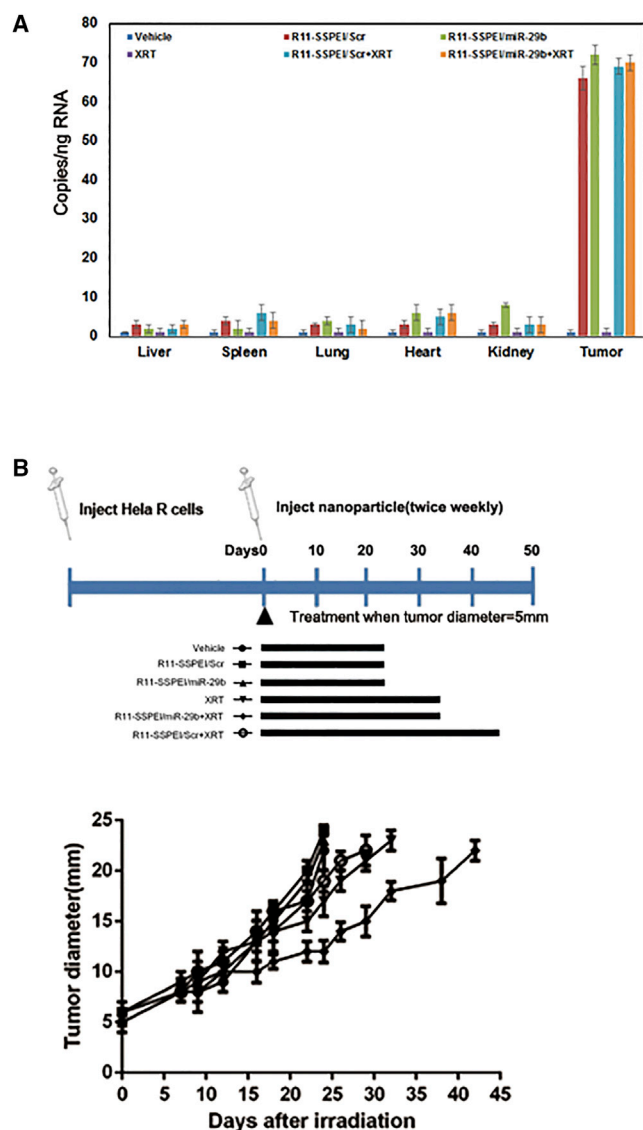 A
Vehicle R11-SSPEI/Scr R11-SSPEI/miR-29b
XRT R11-SSPEI/Scr+XRT R11-SSPEI/miR-29b+XRT
Copies/ng RNA
80
70
60
50
40
30
20
10
0
Liver Spleen Lung Heart Kidney Tumor
B
Inject Hela R cells
Inject nanoparticle(twice weekly)
Days0 10 20 30 40 50
Treatment when tumor diameter=5mm
Vehicle
R11-SSPEI/Scr
R11-SSPEI/miR-29b
XRT
R11-SSPEI/miR-29b+XRT
R11-SSPEI/Scr+XRT
Tumor diameter(mm)
25
20
15
10
5
0
0 5 10 15 20 25 30 35 40 45
Days after irradiation